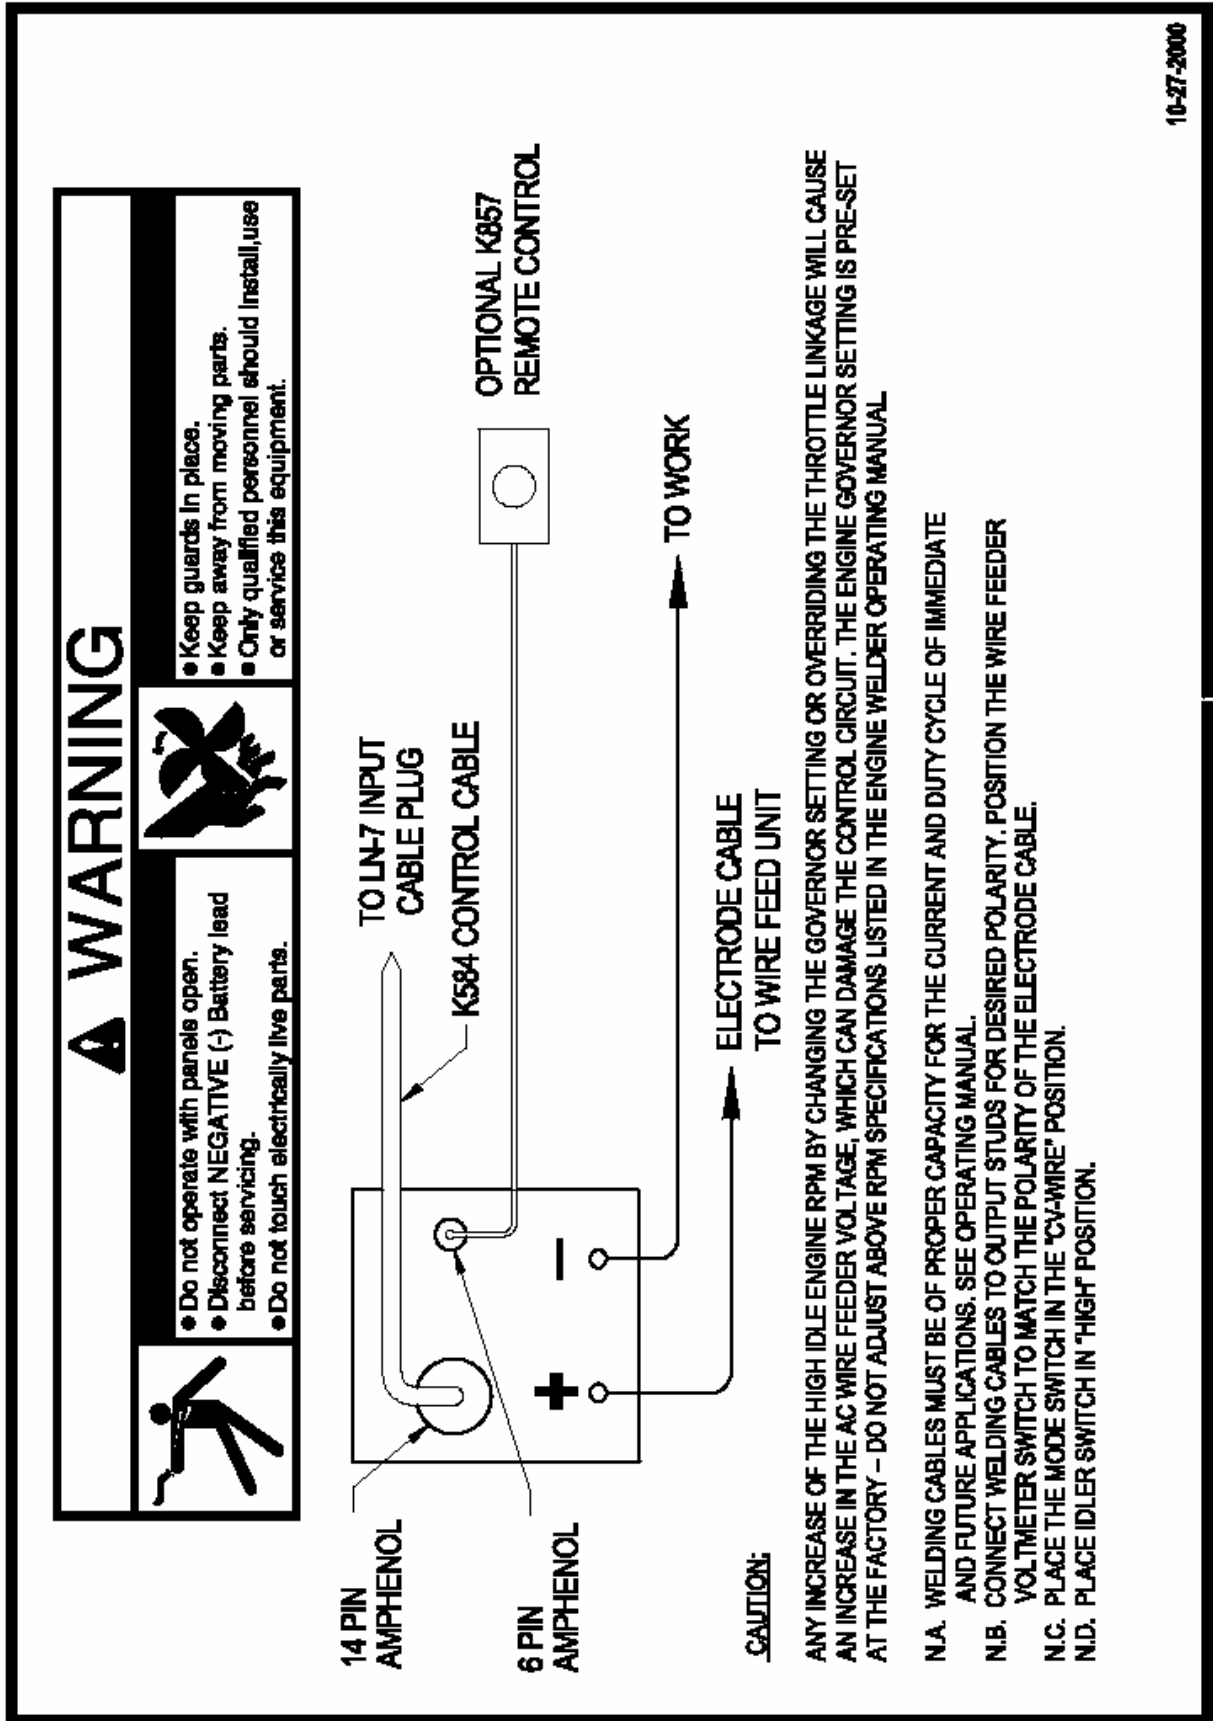 WARNING
● Do not operate with panels open.
● Disconnect NEGATIVE (-) Battery lead
before servicing.
● Do not touch electrically live parts.
● Keep guards in place.
● Keep away from moving parts.
● Only qualified personnel should install,use
or service this equipment.
14 PIN
AMPHENOL
6 PIN
AMPHENOL
TO LN-7 INPUT
CABLE PLUG
K584 CONTROL CABLE
OPTIONAL K857
REMOTE CONTROL
+
−
TO WORK
ELECTRODE CABLE
TO WIRE FEED UNIT
CAUTION:
ANY INCREASE OF THE HIGH IDLE ENGINE RPM BY CHANGING THE GOVERNOR SETTING OR OVERRIDING THE THROTTLE LINKAGE WILL CAUSE
AN INCREASE IN THE AC WIRE FEEDER VOLTAGE, WHICH CAN DAMAGE THE CONTROL CIRCUIT. THE ENGINE GOVERNOR SETTING IS PRE-SET
AT THE FACTORY – DO NOT ADJUST ABOVE RPM SPECIFICATIONS LISTED IN THE ENGINE WELDER OPERATING MANUAL
N.A. WELDING CABLES MUST BE OF PROPER CAPACITY FOR THE CURRENT AND DUTY CYCLE OF IMMEDIATE
AND FUTURE APPLICATIONS. SEE OPERATING MANUAL.
N.B. CONNECT WELDING CABLES TO OUTPUT STUDS FOR DESIRED POLARITY. POSITION THE WIRE FEEDER
VOLTMETER SWITCH TO MATCH THE POLARITY OF THE ELECTRODE CABLE.
N.C. PLACE THE MODE SWITCH IN THE "CV-WIRE" POSITION.
N.D. PLACE IDLER SWITCH IN "HIGH" POSITION.
10-27-2000